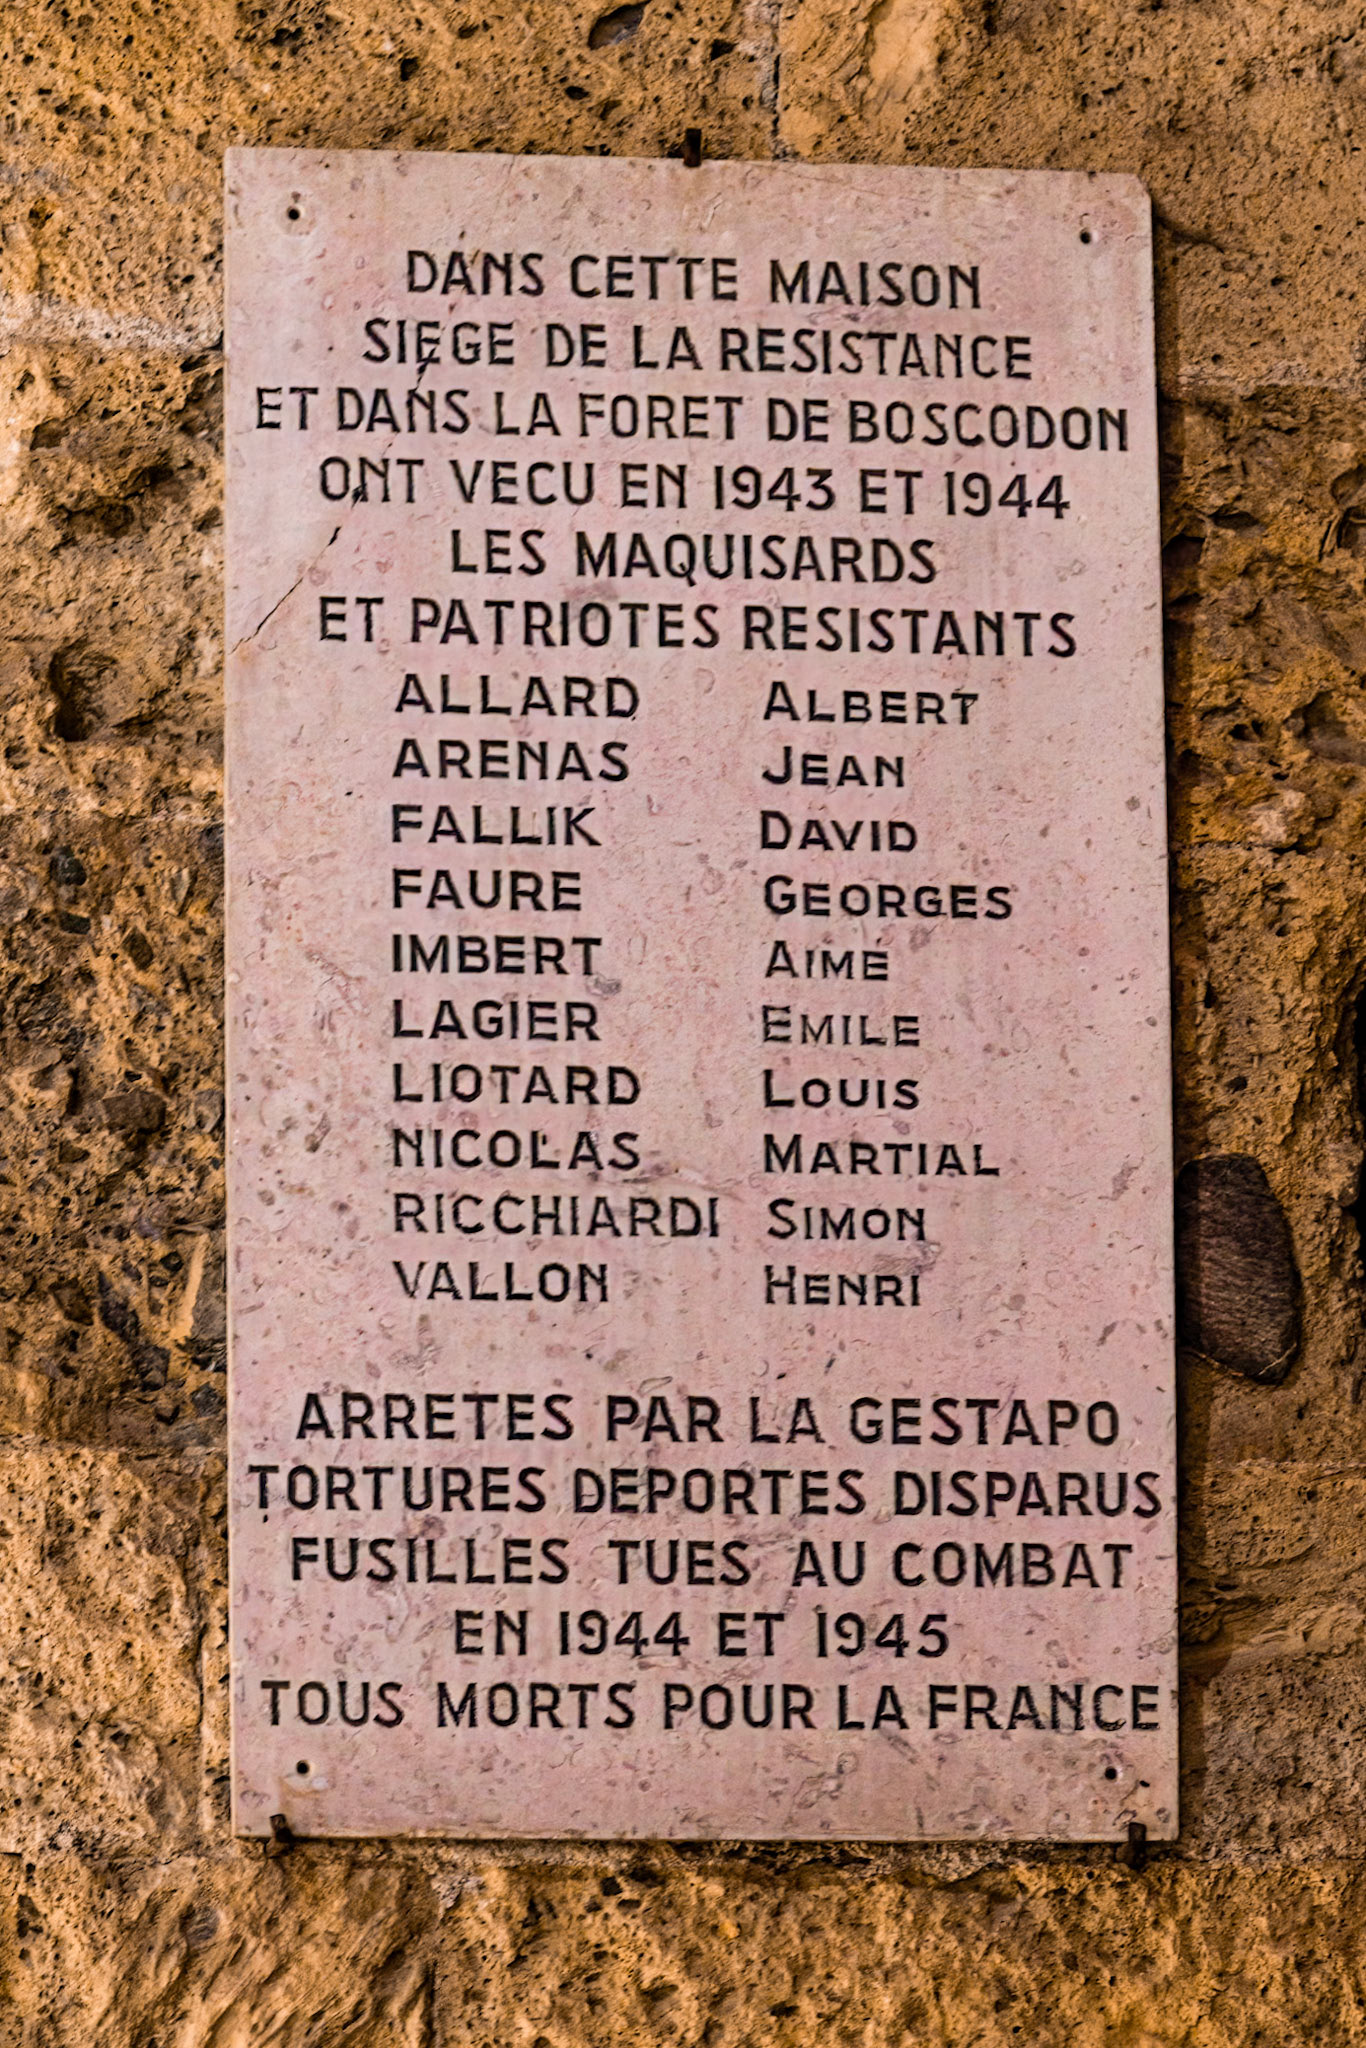 DANS CETTE MAISON
SIEGE DE LA RESISTANCE
ET DANS LA FORET DE BOSCODON
ONT VECU EN 1943 ET 1944
LES MAQUISARDS
ET PATRIOTES RESISTANTS
ALLARD ALBERT
ARENAS JEAN
FALLIK DAVID
FAURE GEORGES
IMBERT AIME
LAGIER EMILE
LIOTARD LOUIS
NICOLAS MARTIAL
RICCHIARDI SIMON
VALLON HENRI
ARRETES PAR LA GESTAPO
TORTURES DEPORTES DISPARUS
FUSILLES TUES AU COMBAT
EN 1944 ET 1945
TOUS MORTS POUR LA FRANCE